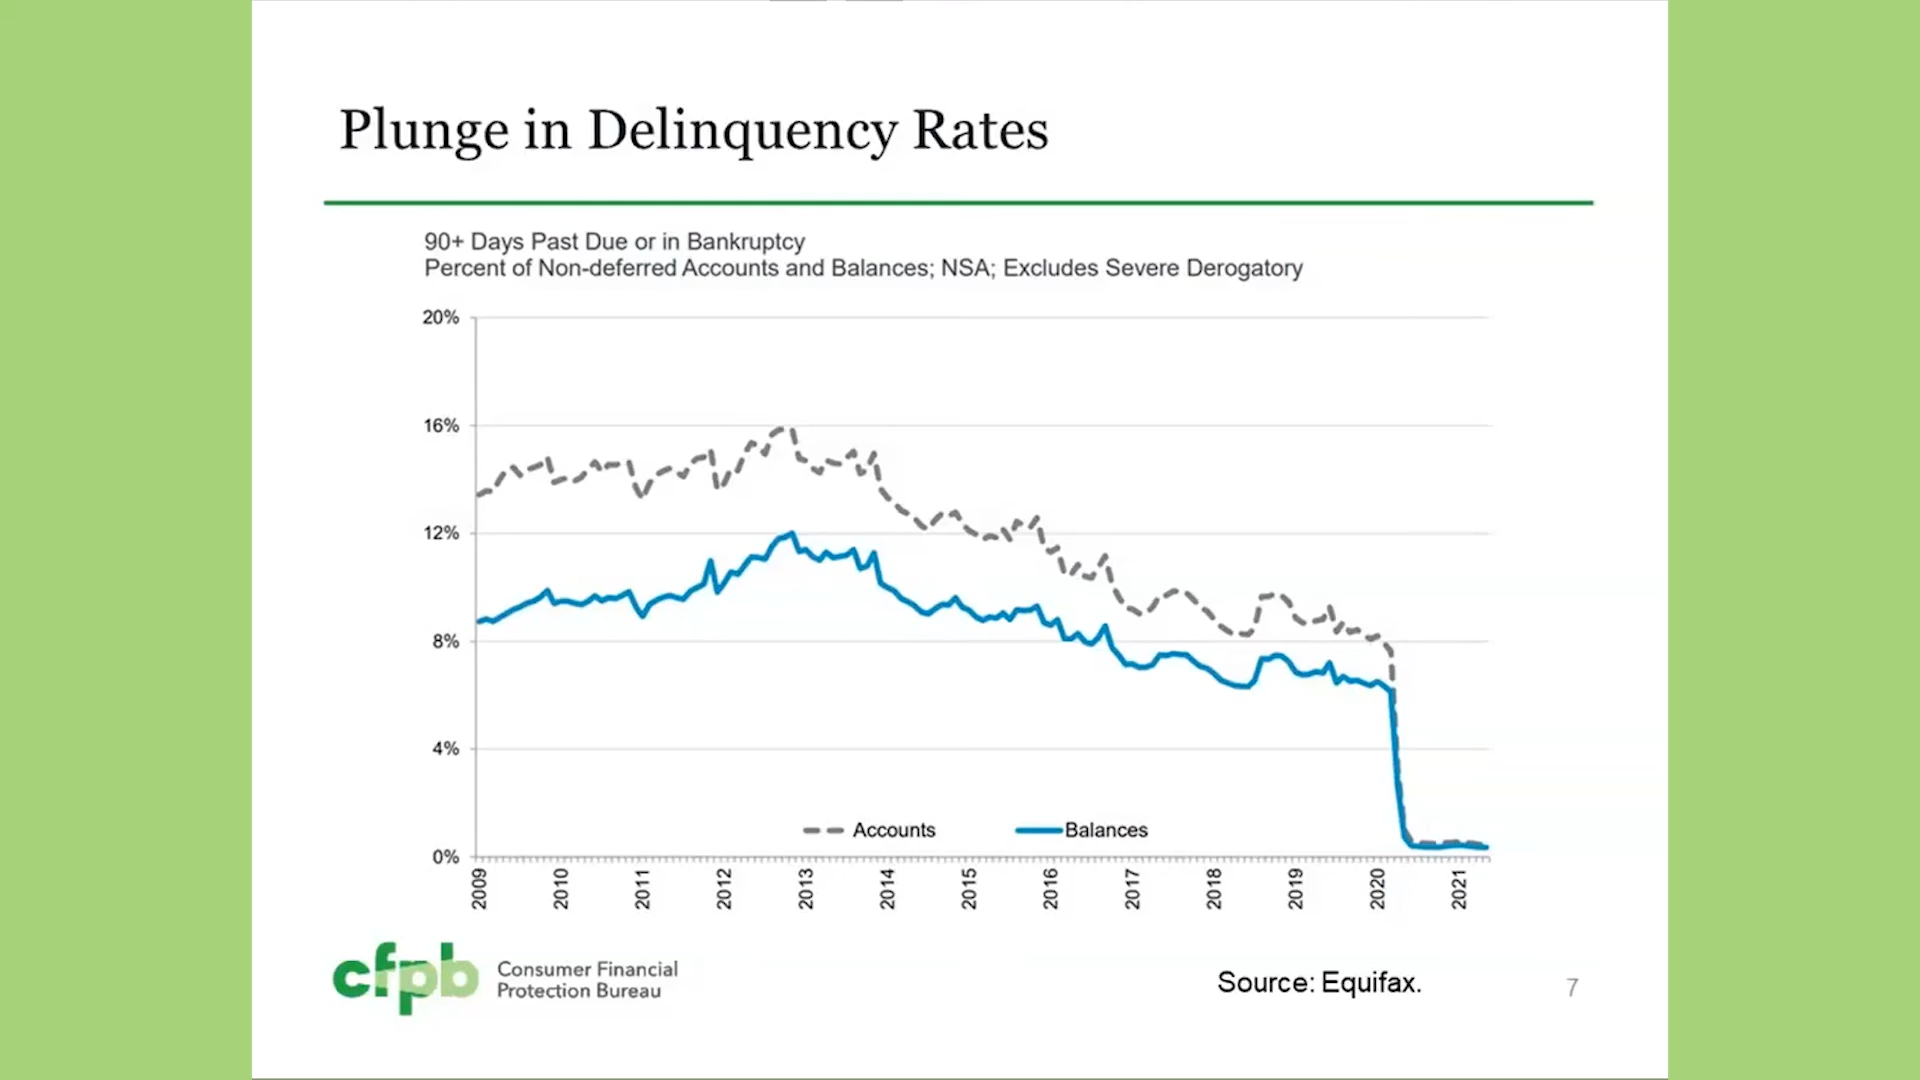 Plunge in Delinquency Rates
90+ Days Past Due or in Bankruptcy
Percent of Non-deferred Accounts and Balances; NSA; Excludes Severe Derogatory
20%
16%
12%
8%
4%
0%
Accounts
Balances
2009
2010
2011
2012
2013
2014
2015
2016
2017
2018
2019
2020
2021
cfpb
Consumer Financial
Protection Bureau
Source: Equifax.
7